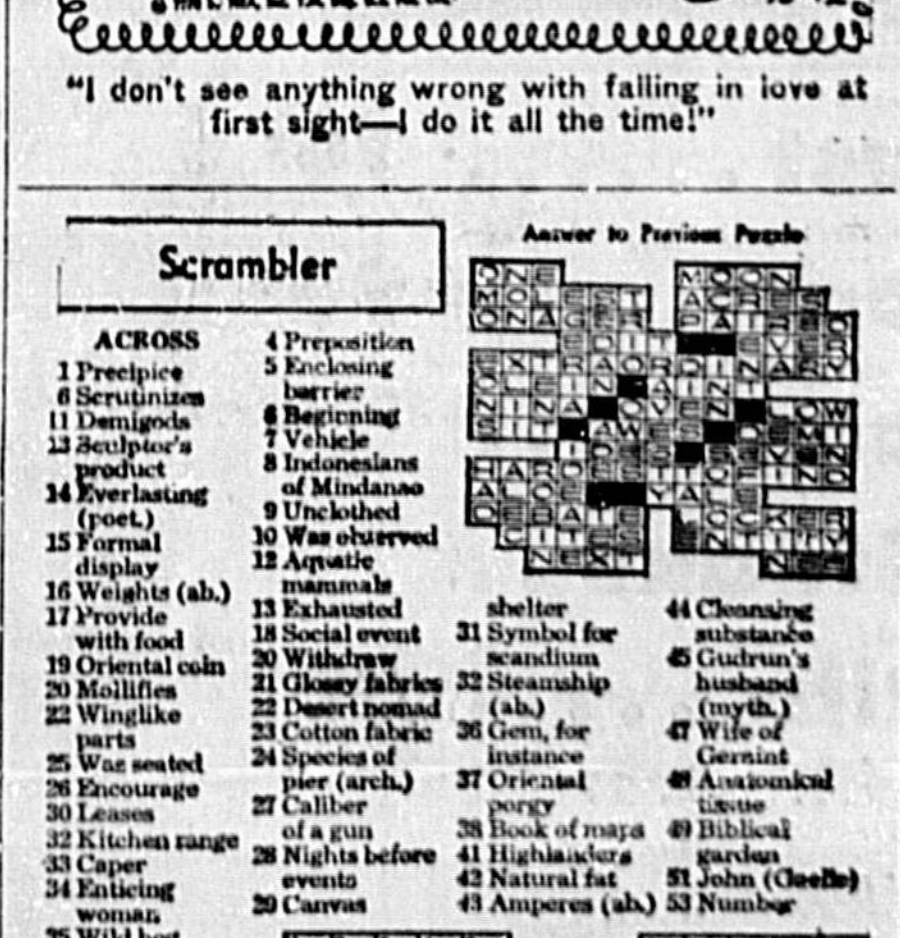 "I don't see anything wrong with falling in love at
first sight—I do it all the time!"
Scrambler
Answer to Previous Puzzle
ACROSS
1 Precipice
6 Scrutinizes
11 Demigods
13 Sculptor's
product
14 Everlasting
(poet.)
15 Formal
display
16 Weights (ab.)
17 Provide
with food
19 Oriental coin
20 Mollifies
22 Winglike
parts
25 Was seated
26 Encourage
30 Leases
32 Kitchen range
33 Caper
34 Enticing
woman
4 Preposition
5 Enclosing
barrier
6 Beginning
7 Vehicle
8 Indonesians
of Mindanao
9 Unclothed
10 Was observed
12 Aquatic
mammals
13 Exhausted
18 Social event
20 Withdraw
21 Glossy fabrics
22 Desert nomad
23 Cotton fabric
24 Species of
pier (arch.)
27 Caliber
of a gun
28 Nights before
events
29 Canvas
shelter
31 Symbol for
scandium
32 Steamship
(ab.)
36 Gem, for
instance
37 Oriental
porgy
38 Book of maps
41 Highlanders
42 Natural fat
43 Amperes (ab.)
44 Cleansing
substance
45 Gudrun's
husband
(myth.)
47 Wife of
Geraint
48 Anatomical
tissue
49 Biblical
garden
51 John (Gaelic)
53 Number